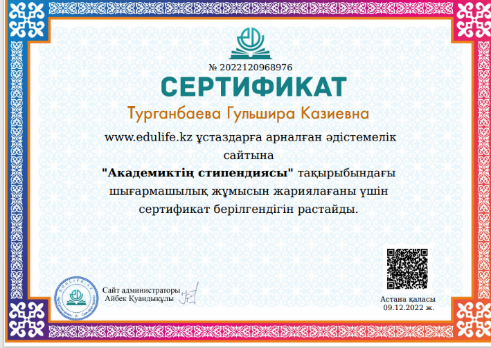 № 2022120968976
СЕРТИФИКАТ
Турганбаева Гульшира Казиевна
www.edulife.kz ұстаздарға арналған әдістемелік
сайтына
"Академиктің стипендиясы" тақырыбындағы
шығармашылық жұмысын жариялағаны үшін
сертификат берілгендігін растайды.
Сайт администраторы
Айбек Қуандықұлы
Астана қаласы
09.12.2022 ж.